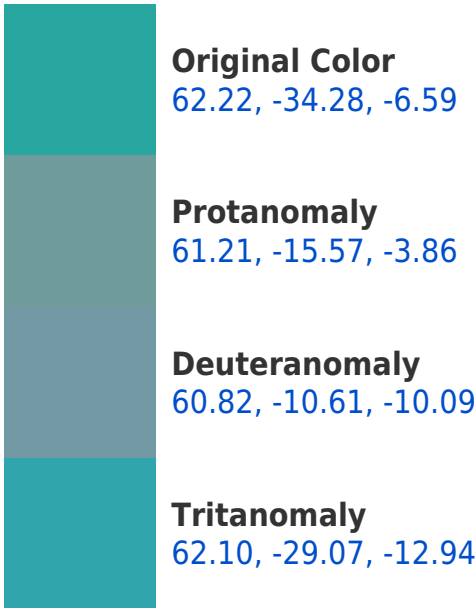 Original Color
62.22, -34.28, -6.59
Protanomaly
61.21, -15.57, -3.86
Deuteranomaly
60.82, -10.61, -10.09
Tritanomaly
62.10, -29.07, -12.94